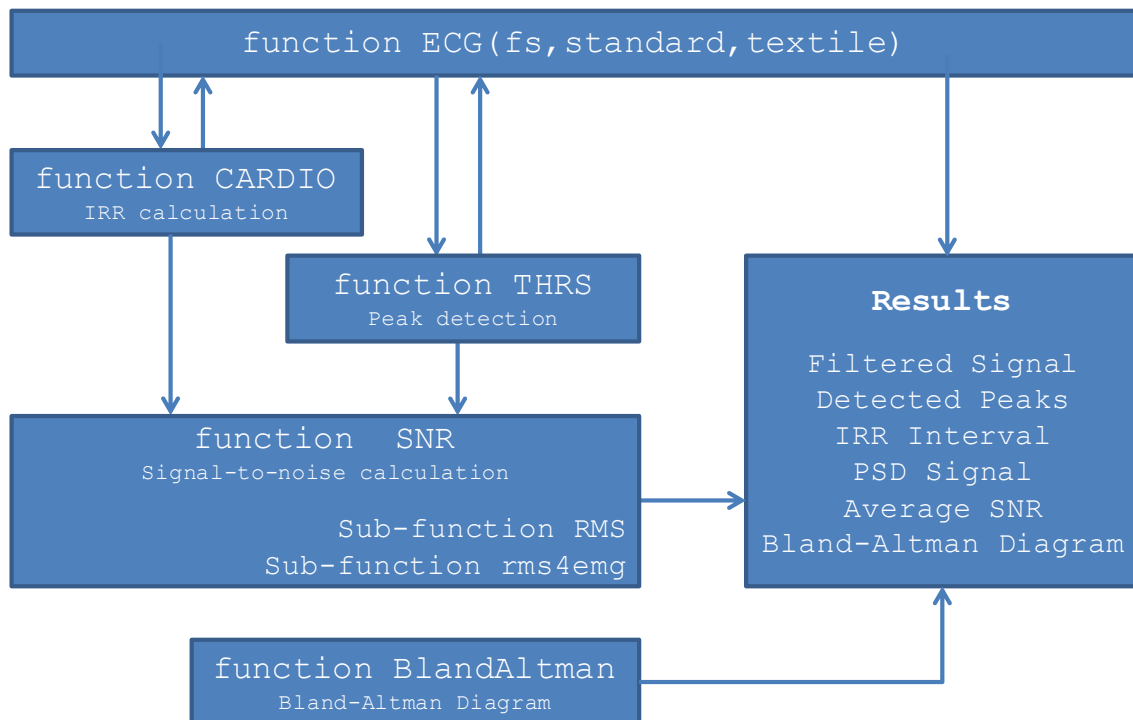 function ECG(fs,standard,textile)
function CARDIO
IRR calculation
function THRS
Peak detection
function SNR
Signal-to-noise calculation
Sub-function RMS
Sub-function rms4emg
Results
Filtered Signal
Detected Peaks
IRR Interval
PSD Signal
Average SNR
Bland-Altman Diagram
function BlandAltman
Bland-Altman Diagram